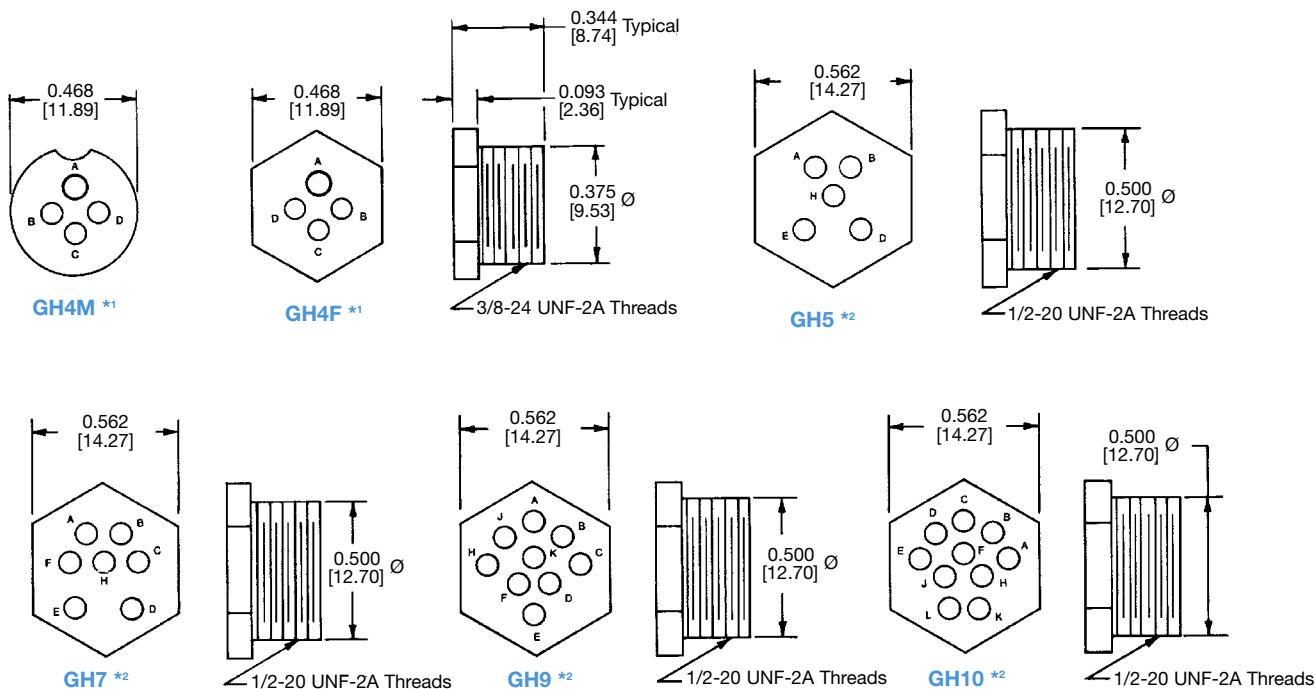 0.344
[8.74] Typical
0.468
[11.89]
0.468
[11.89]
0.093
[2.36] Typical
0.562
[14.27]
A
B
D
C
A
D
B
C
0.375
[9.53] Ø
A
B
H
E
D
0.500
[12.70] Ø
GH4M *1
GH4F *1
3/8-24 UNF-2A Threads
GH5 *2
1/2-20 UNF-2A Threads
0.562
[14.27]
0.562
[14.27]
0.562
[14.27]
0.500
[12.70] Ø
A
B
F
C
H
E
D
0.500
[12.70] Ø
A
J
B
H
K
C
F
D
E
0.500
[12.70] Ø
C
D
B
E
F
A
J
H
L
K
GH7 *2
1/2-20 UNF-2A Threads
GH9 *2
1/2-20 UNF-2A Threads
GH10 *2
1/2-20 UNF-2A Threads